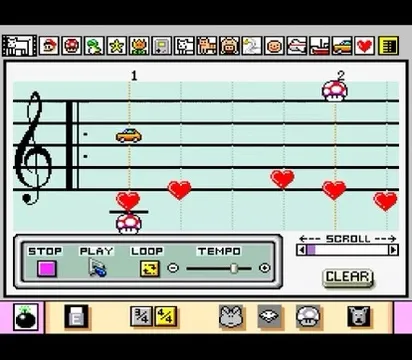 1 2
STOP PLAY LOOP TEMPO
SCROLL
CLEAR
E 3/4 4/4